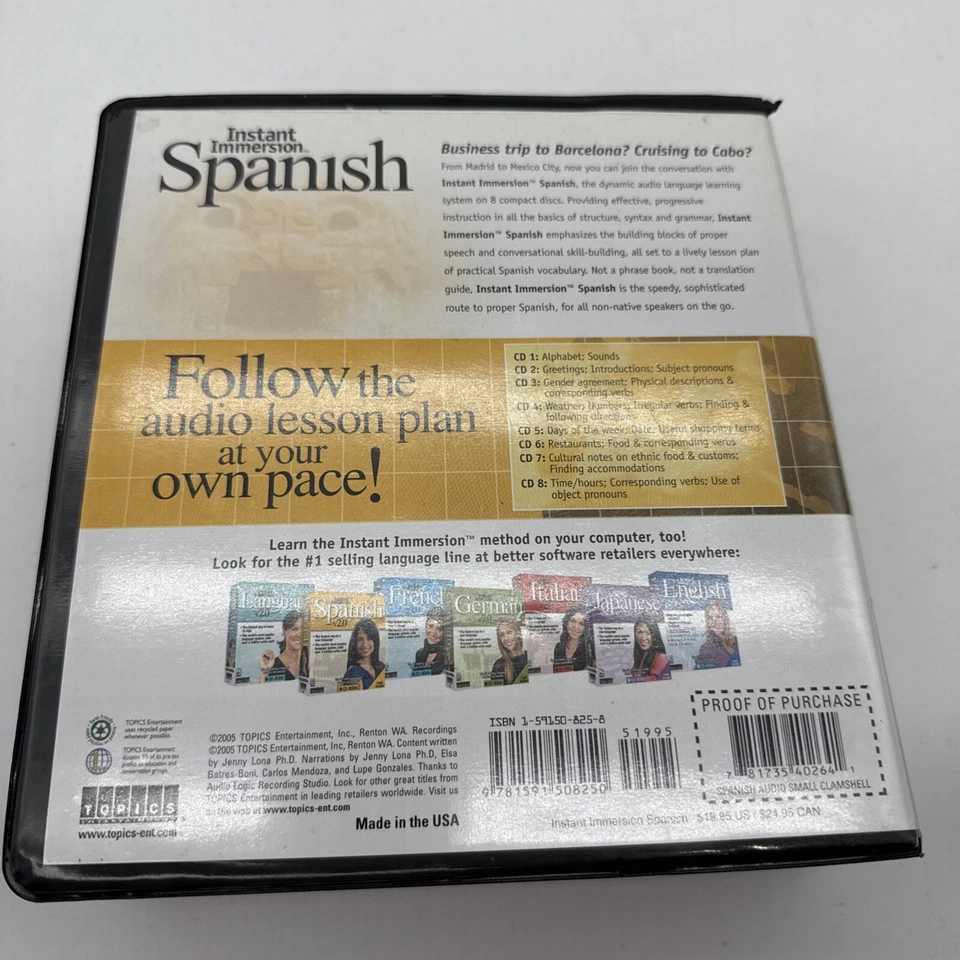 Instant
Immersion™
Spanish
Business trip to Barcelona? Cruising to Cabo?
From Madrid to Mexico City, now you can join the conversation with
Instant Immersion™ Spanish, the dynamic audio language learning
system on 8 compact discs. Providing effective, progressive
instruction in all the basics of structure, syntax and grammar, Instant
Immersion™ Spanish emphasizes the building blocks of proper
speech and conversational skill-building, all set to a lively lesson plan
of practical Spanish vocabulary. Not a phrase book, not a translation
guide, Instant Immersion™ Spanish is the speedy, sophisticated
route to proper Spanish, for all non-native speakers on the go.
Follow the
audio lesson plan
at your
own pace!
CD 1: Alphabet; Sounds
CD 2: Greetings; Introductions; Subject pronouns
CD 3: Gender agreement; Physical descriptions &
corresponding verbs
CD 4: Weather; Numbers; Irregular verbs; Finding &
following directions
CD 5: Days of the week; Date; Useful shopping terms
CD 6: Restaurants; Food & corresponding verbs
CD 7: Cultural notes on ethnic food & customs;
Finding accommodations
CD 8: Time/hours; Corresponding verbs; Use of
object pronouns
Learn the Instant Immersion™ method on your computer, too!
Look for the #1 selling language line at better software retailers everywhere:
Spanish
v2.0
French
German
Italian
Japanese
English
TOPICS Entertainment
uses recycled paper
whenever possible.
TOPICS Entertainment
TOPICS
ENTERTAINMENT
www.topics-ent.com
©2005 TOPICS Entertainment, Inc., Renton WA. Recordings
©2005 TOPICS Entertainment, Inc, Renton WA. Content written
by Jenny Lona Ph.D. Narrations by Jenny Lona Ph.D, Elsa
Batres-Boni, Carlos Mendoza, and Lupe Gonzales. Thanks to
Audio Logic Recording Studio. Look for other great titles from
TOPICS Entertainment in leading retailers worldwide. Visit us
on the web at www.topics-ent.com
Made in the USA
ISBN 1-59150-825-8
51995
9 781591 508250
PROOF OF PURCHASE
7 81735 40264 1
SPANISH AUDIO SMALL CLAMSHELL
Instant Immersion Spanish $19.95 US / $24.95 CAN